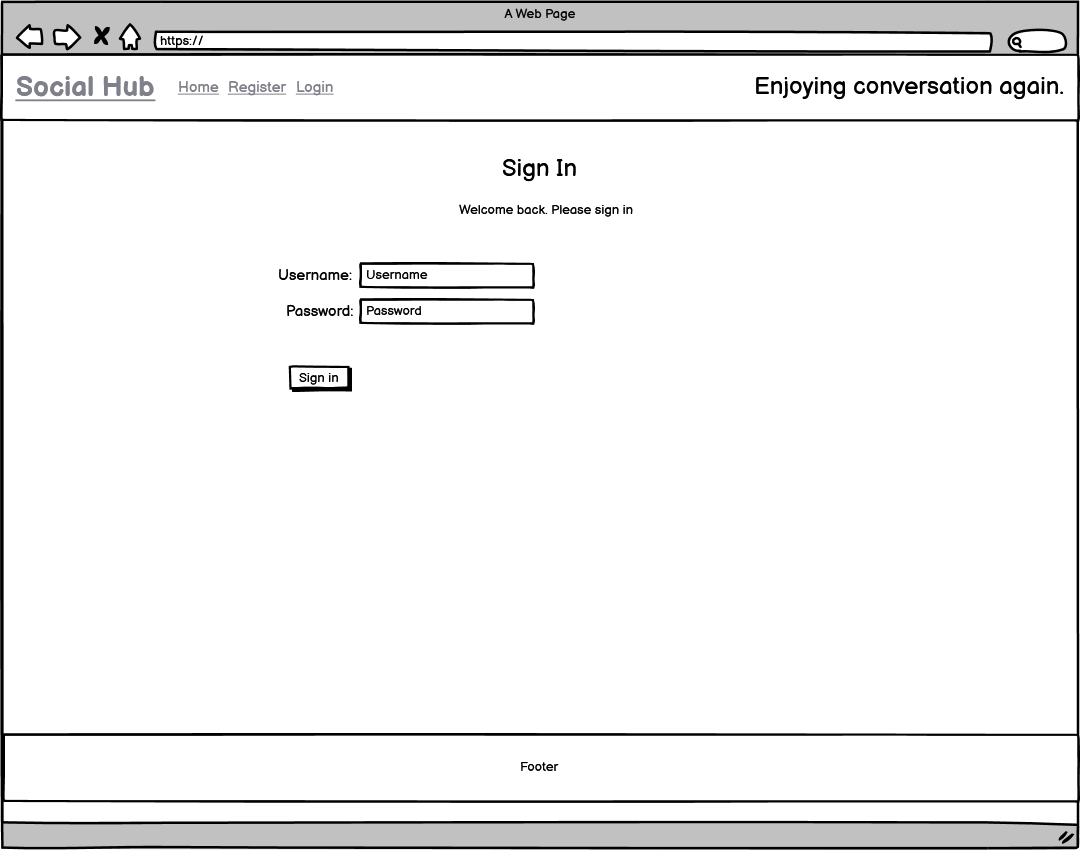 A Web Page
https://
Social Hub Home Register Login Enjoying conversation again.
Sign In
Welcome back. Please sign in
Username: Username
Password: Password
Sign in
Footer